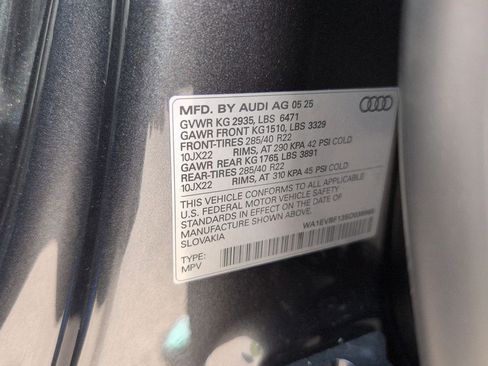 MFD. BY AUDI AG 05 25
GVWR KG 2935, LBS 6471
GAWR FRONT KG1510, LBS 3329
FRONT-TIRES 285/40 R22
10JX22 RIMS, AT 290 KPA 42 PSI COLD
GAWR REAR KG 1765, LBS 3891
REAR-TIRES 285/40 R22
10JX22 RIMS, AT 310 KPA 45 PSI COLD.
THIS VEHICLE CONFORMS TO ALL APPLICABLE
U.S. FEDERAL MOTOR VEHICLE SAFETY STANDARDS
IN EFFECT ON THE DATE OF
MANUFACTURE SHOWN ABOVE.
SLOVAKIA
TYPE:
MPV